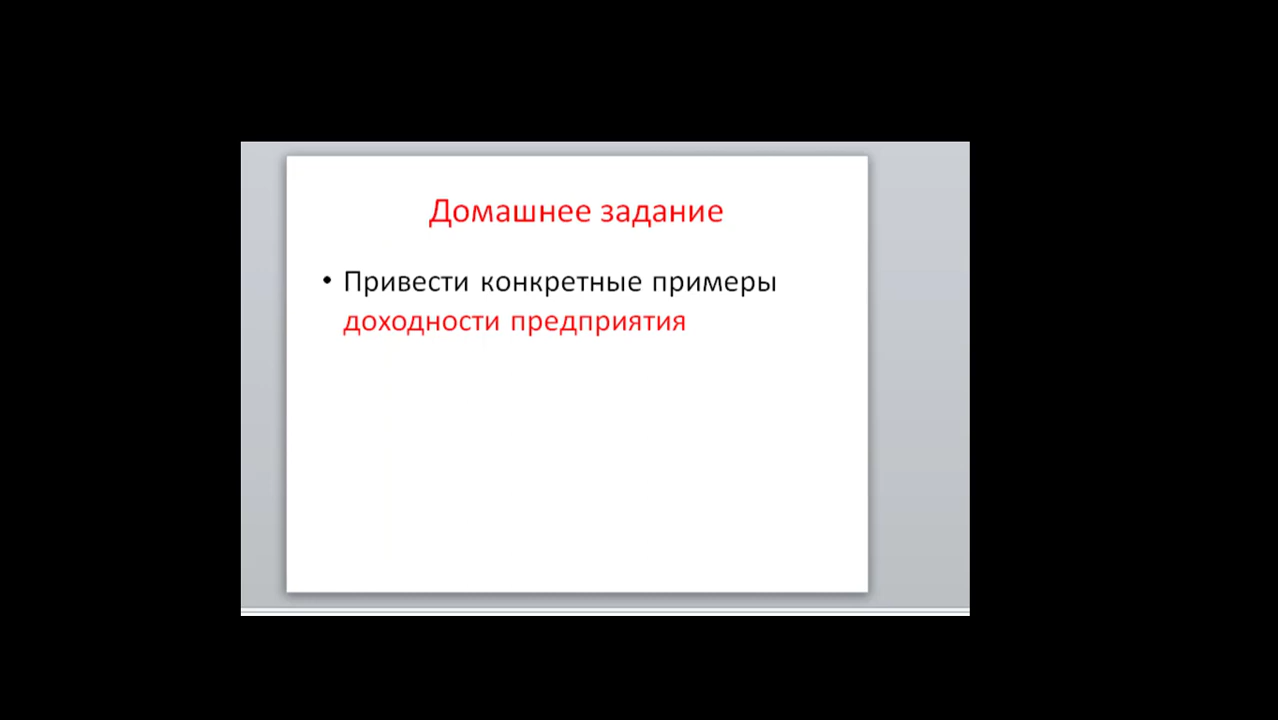 Домашнее задание
• Привести конкретные примеры
доходности предприятия